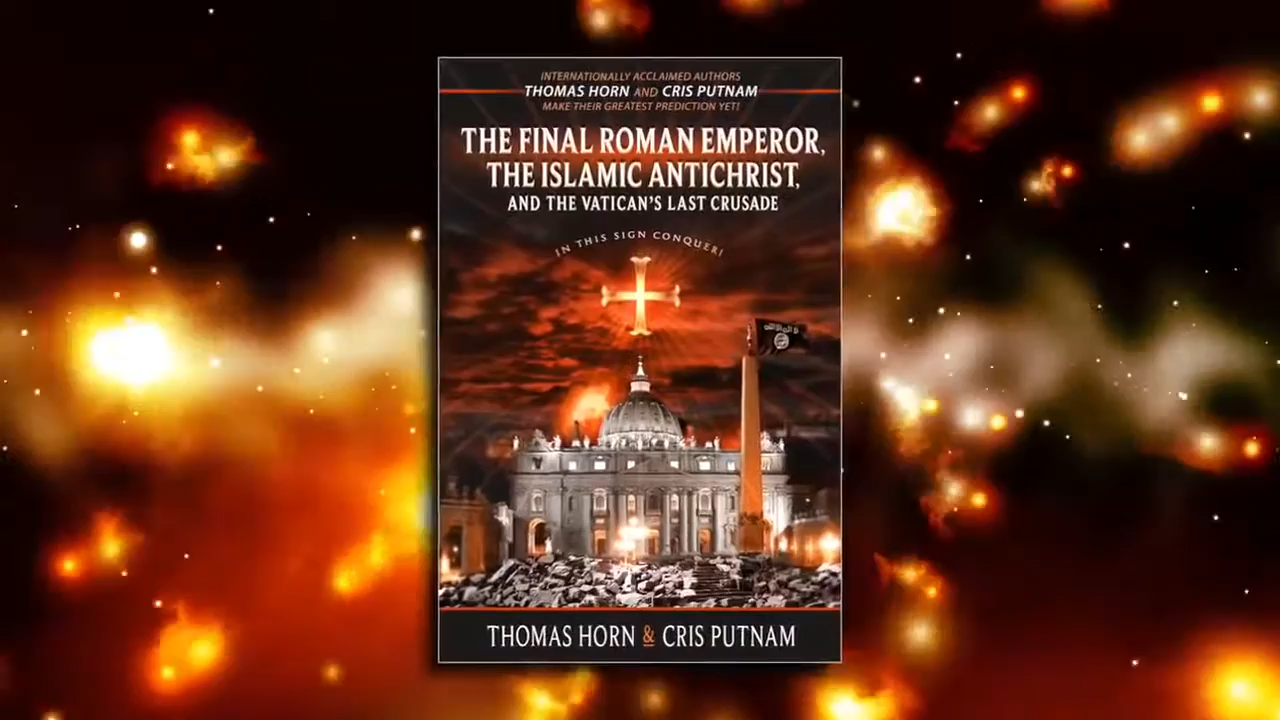 INTERNATIONALLY ACCLAIMED AUTHORS
THOMAS HORN AND CRIS PUTNAM
MAKE THEIR GREATEST PREDICTION YET!
THE FINAL ROMAN EMPEROR,
THE ISLAMIC ANTICHRIST,
AND THE VATICAN'S LAST CRUSADE
IN THIS SIGN CONQUER!
THOMAS HORN & CRIS PUTNAM